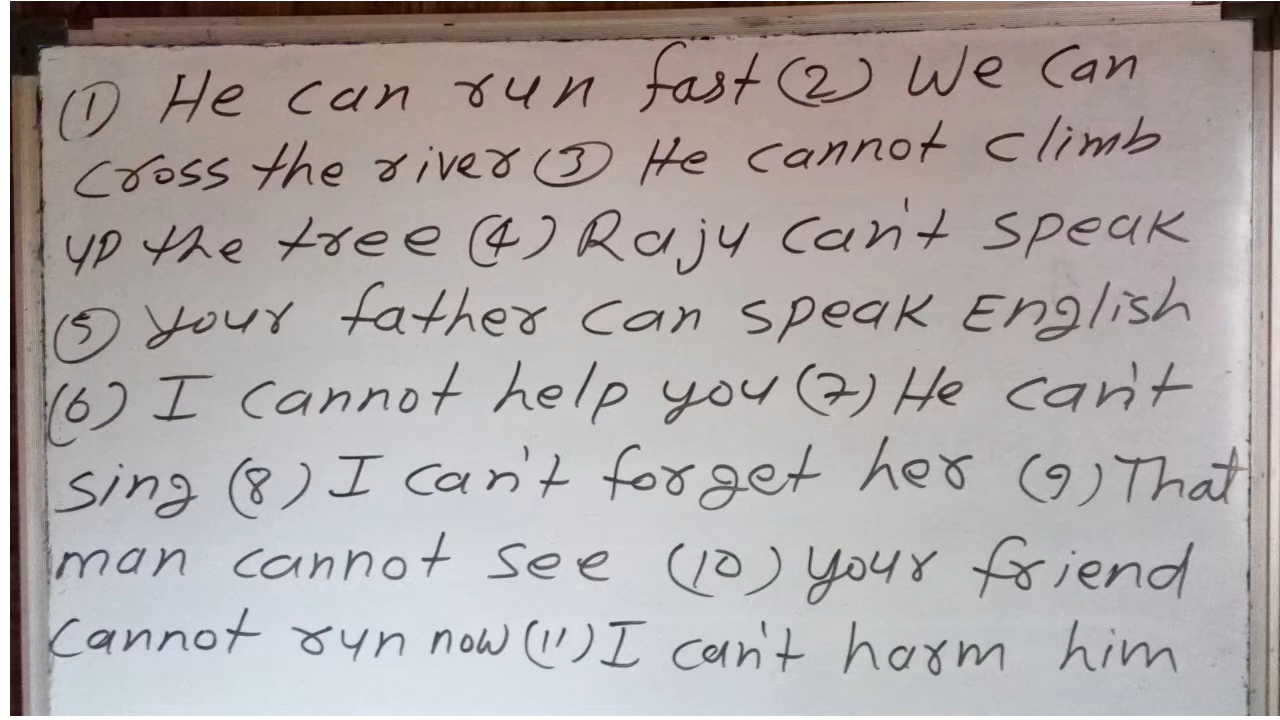 ① He can run fast (2) We can
cross the river ③ He cannot climb
up the tree (4) Raju can't speak
⑤ your father can speak English
(6) I cannot help you (7) He can't
sing (8) I can't forget her (9) That
man cannot see (10) your friend
cannot run now (11) I can't harm him